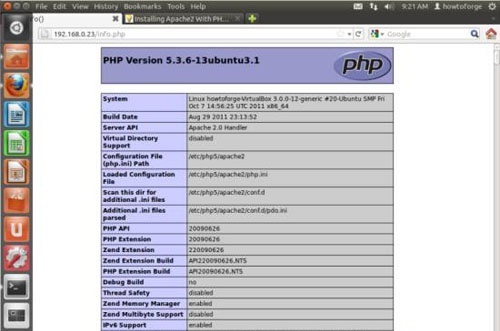 File Edit View History Bookmarks Tools Help
9:21 AM howtoforge
fo() Installing Apache2 With PH...
192.168.0.23/info.php Google
PHP Version 5.3.6-13ubuntu3.1
php
System Linux howtoforge-VirtualBox 3.0.0-12-generic #20-Ubuntu SMP Fri
Oct 7 14:56:25 UTC 2011 x86_64
Build Date Aug 29 2011 23:13:52
Server API Apache 2.0 Handler
Virtual Directory
Support disabled
Configuration File
(php.ini) Path /etc/php5/apache2
Loaded Configuration
File /etc/php5/apache2/php.ini
Scan this dir for
additional .ini files /etc/php5/apache2/conf.d
Additional .ini files
parsed /etc/php5/apache2/conf.d/pdo.ini
PHP API 20090626
PHP Extension 20090626
Zend Extension 220090626
Zend Extension Build API220090626,NTS
PHP Extension Build API20090626,NTS
Debug Build no
Thread Safety disabled
Zend Memory Manager enabled
Zend Multibyte Support disabled
IPv6 Support enabled